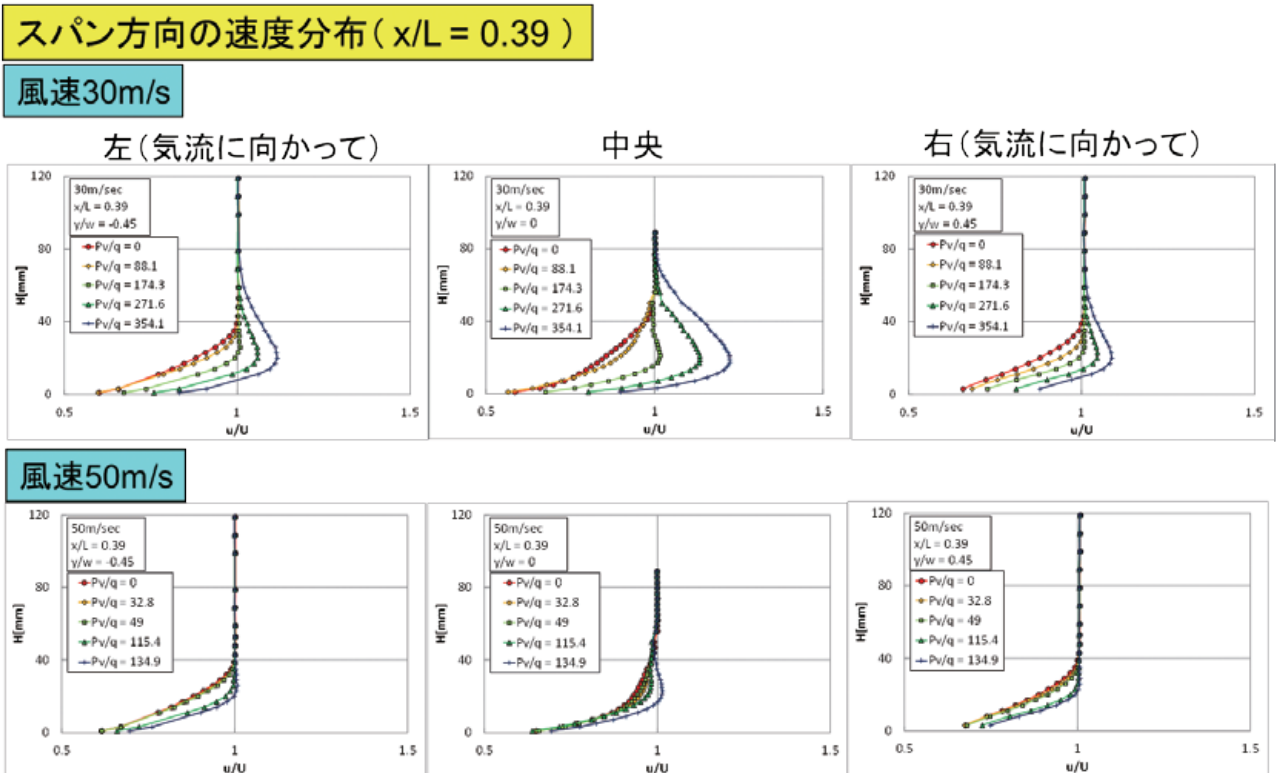 スパン方向の速度分布( x/L = 0.39 )
風速30m/s
左(気流に向かって)
中央
右(気流に向かって)
120
80
40
0
H[mm]
30m/sec
x/L = 0.39
y/w = -0.45
Pv/q = 0
Pv/q = 88.1
Pv/q = 174.3
Pv/q = 271.6
Pv/q = 354.1
0.5
1
1.5
u/U
120
80
40
0
H[mm]
30m/sec
x/L = 0.39
y/w = 0
Pv/q = 0
Pv/q = 88.1
Pv/q = 174.3
Pv/q = 271.6
Pv/q = 354.1
0.5
1
1.5
u/U
120
80
40
0
H[mm]
30m/sec
x/L = 0.39
y/w = 0.45
Pv/q = 0
Pv/q = 88.1
Pv/q = 174.3
Pv/q = 271.6
Pv/q = 354.1
0.5
1
1.5
u/U
風速50m/s
120
80
40
0
H[mm]
50m/sec
x/L = 0.39
y/w = -0.45
Pv/q = 0
Pv/q = 32.8
Pv/q = 49
Pv/q = 115.4
Pv/q = 134.9
0.5
1
1.5
u/U
120
80
40
0
H[mm]
50m/sec
x/L = 0.39
y/w = 0
Pv/q = 0
Pv/q = 32.8
Pv/q = 49
Pv/q = 115.4
Pv/q = 134.9
0.5
1
1.5
u/U
120
80
40
0
H[mm]
50m/sec
x/L = 0.39
y/w = 0.45
Pv/q = 0
Pv/q = 32.8
Pv/q = 49
Pv/q = 115.4
Pv/q = 134.9
0.5
1
1.5
u/U